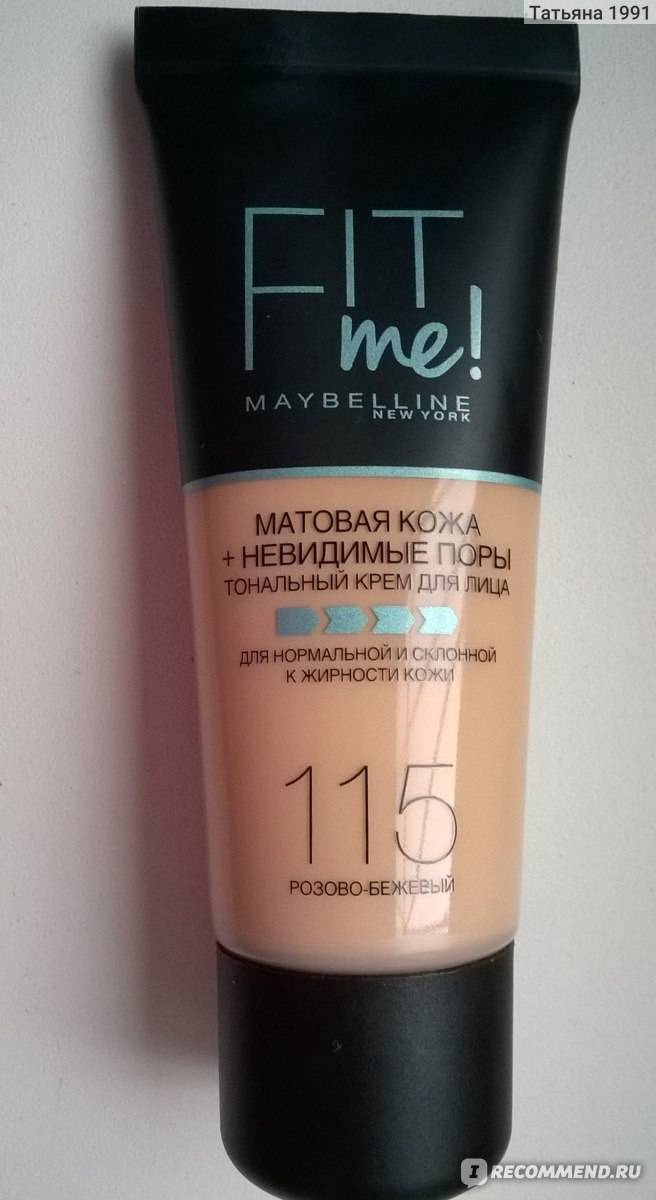 Татьяна 1991
FIT
me!
MAYBELLINE
NEW YORK
МАТОВАЯ КОЖА
+ НЕВИДИМЫЕ ПОРЫ
ТОНАЛЬНЫЙ КРЕМ ДЛЯ ЛИЦА
ДЛЯ НОРМАЛЬНОЙ И СКЛОННОЙ
К ЖИРНОСТИ КОЖИ
115
РОЗОВО-БЕЖЕВЫЙ
I RECOMMEND.RU